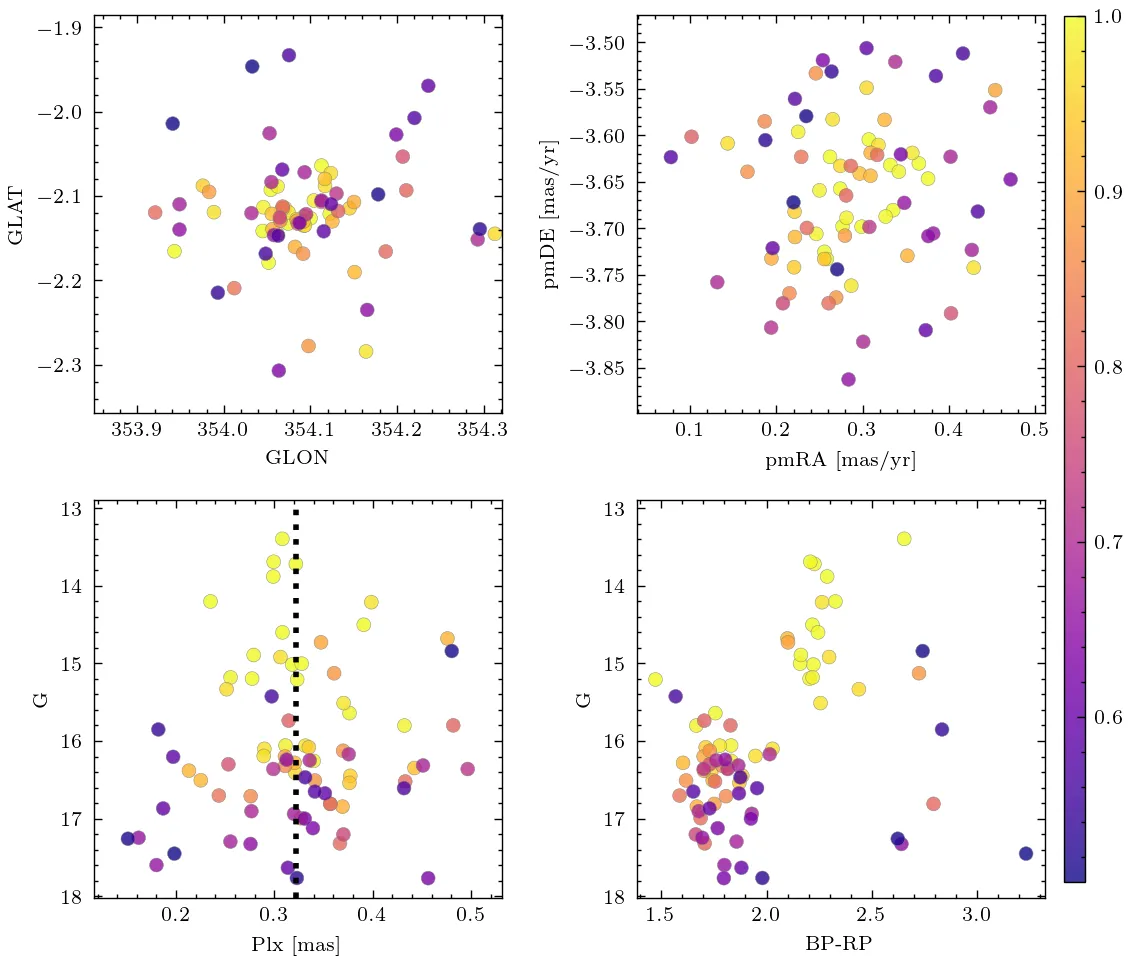 −1.9
−2.0
−2.1
−2.2
−2.3
GLAT
353.9 354.0 354.1 354.2 354.3
GLON
−3.50
−3.55
−3.60
−3.65
−3.70
−3.75
−3.80
−3.85
pmDE [mas/yr]
0.1 0.2 0.3 0.4 0.5
pmRA [mas/yr]
1.0
0.9
0.8
0.7
0.6
13
14
15
16
17
18
G
0.2 0.3 0.4 0.5
Plx [mas]
13
14
15
16
17
18
G
1.5 2.0 2.5 3.0
BP-RP